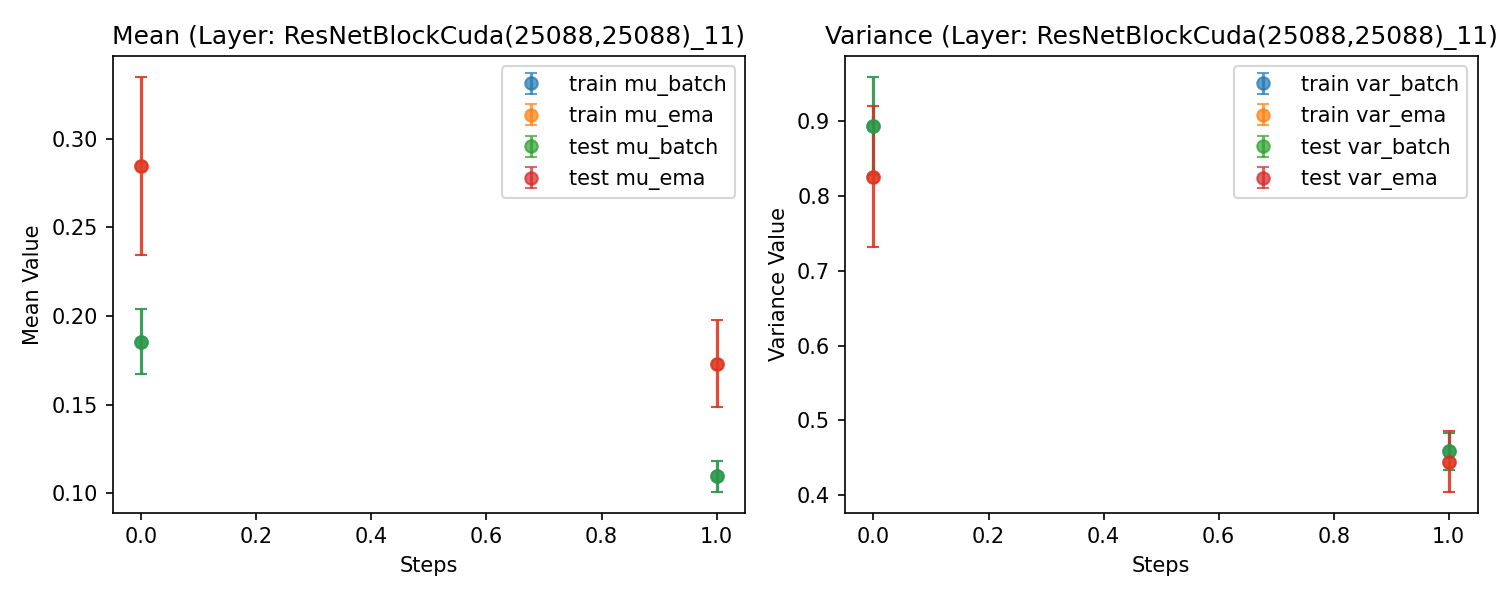 Mean (Layer: ResNetBlockCuda(25088,25088)_11)
Mean Value
0.30
0.25
0.20
0.15
0.10
train mu_batch
train mu_ema
test mu_batch
test mu_ema
0.0 0.2 0.4 0.6 0.8 1.0
Steps
Variance (Layer: ResNetBlockCuda(25088,25088)_11)
Variance Value
0.9
0.8
0.7
0.6
0.5
0.4
train var_batch
train var_ema
test var_batch
test var_ema
0.0 0.2 0.4 0.6 0.8 1.0
Steps